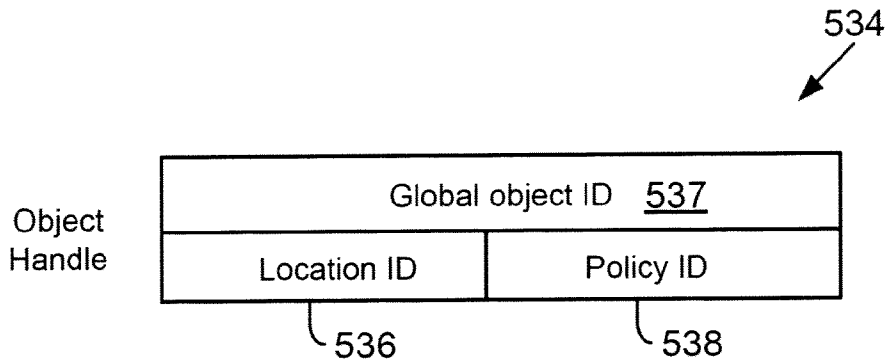 534
Global object ID 537
Object
Handle
Location ID
Policy ID
536
538